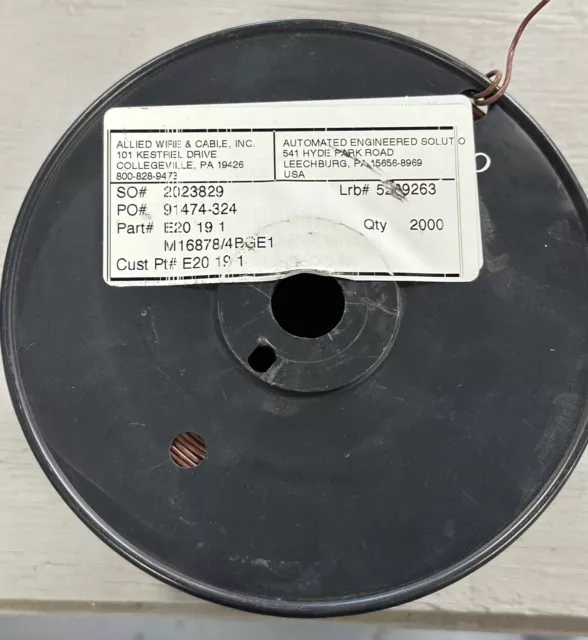 ALLIED WIRE & CABLE, INC.
101 KESTREL DRIVE
COLLEGEVILLE, PA 19426
800-828-9473
AUTOMATED ENGINEERED SOLUTIO
541 HYDE PARK ROAD
LEECHBURG, PA 15656-8969
USA
SO# 2023829 Lrb#
PO# 91474-324
Part# E20 19 1 Qty 2000
M16878/4BGE1
Cust Pt# E20 19 1